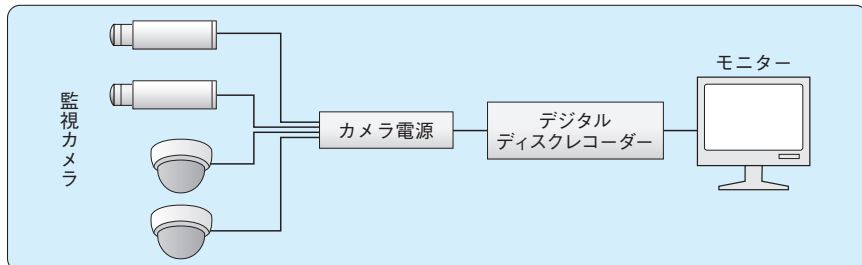 監視カメラ
カメラ電源
デジタル
ディスクレコーダー
モニター